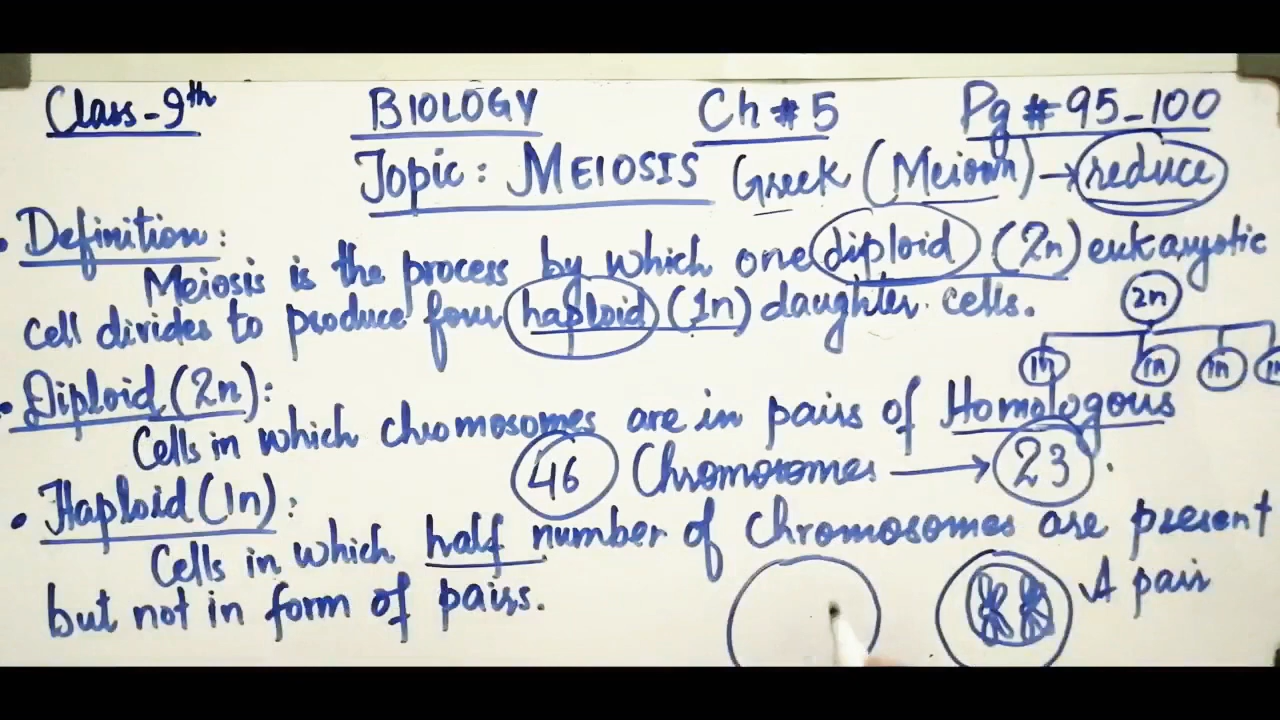 Class-9th BIOLOGY Ch # 5 Pg # 95-100
Topic: MEIOSIS Greek (Meioun) → reduce
• Definition:
Meiosis is the process by which one diploid (2n) eukaryotic
cell divides to produce four haploid (1n) daughter cells.
2n
1n 1n 1n 1n
• Diploid (2n):
Cells in which chromosomes are in pairs of Homologous
46 Chromosomes → 23.
• Haploid (1n):
Cells in which half number of chromosomes are present
but not in form of pairs.
A pair